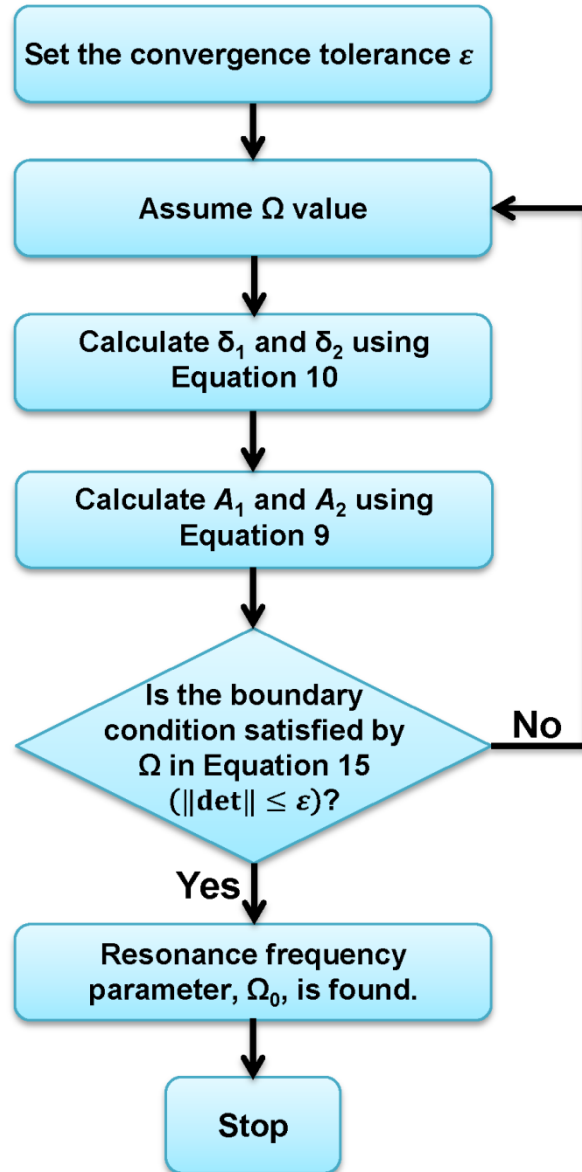 Set the convergence tolerance ε
Assume Ω value
Calculate δ₁ and δ₂ using
Equation 10
Calculate A₁ and A₂ using
Equation 9
Is the boundary
condition satisfied by
Ω in Equation 15
(‖det‖ ≤ ε)?
No
Yes
Resonance frequency
parameter, Ω₀, is found.
Stop